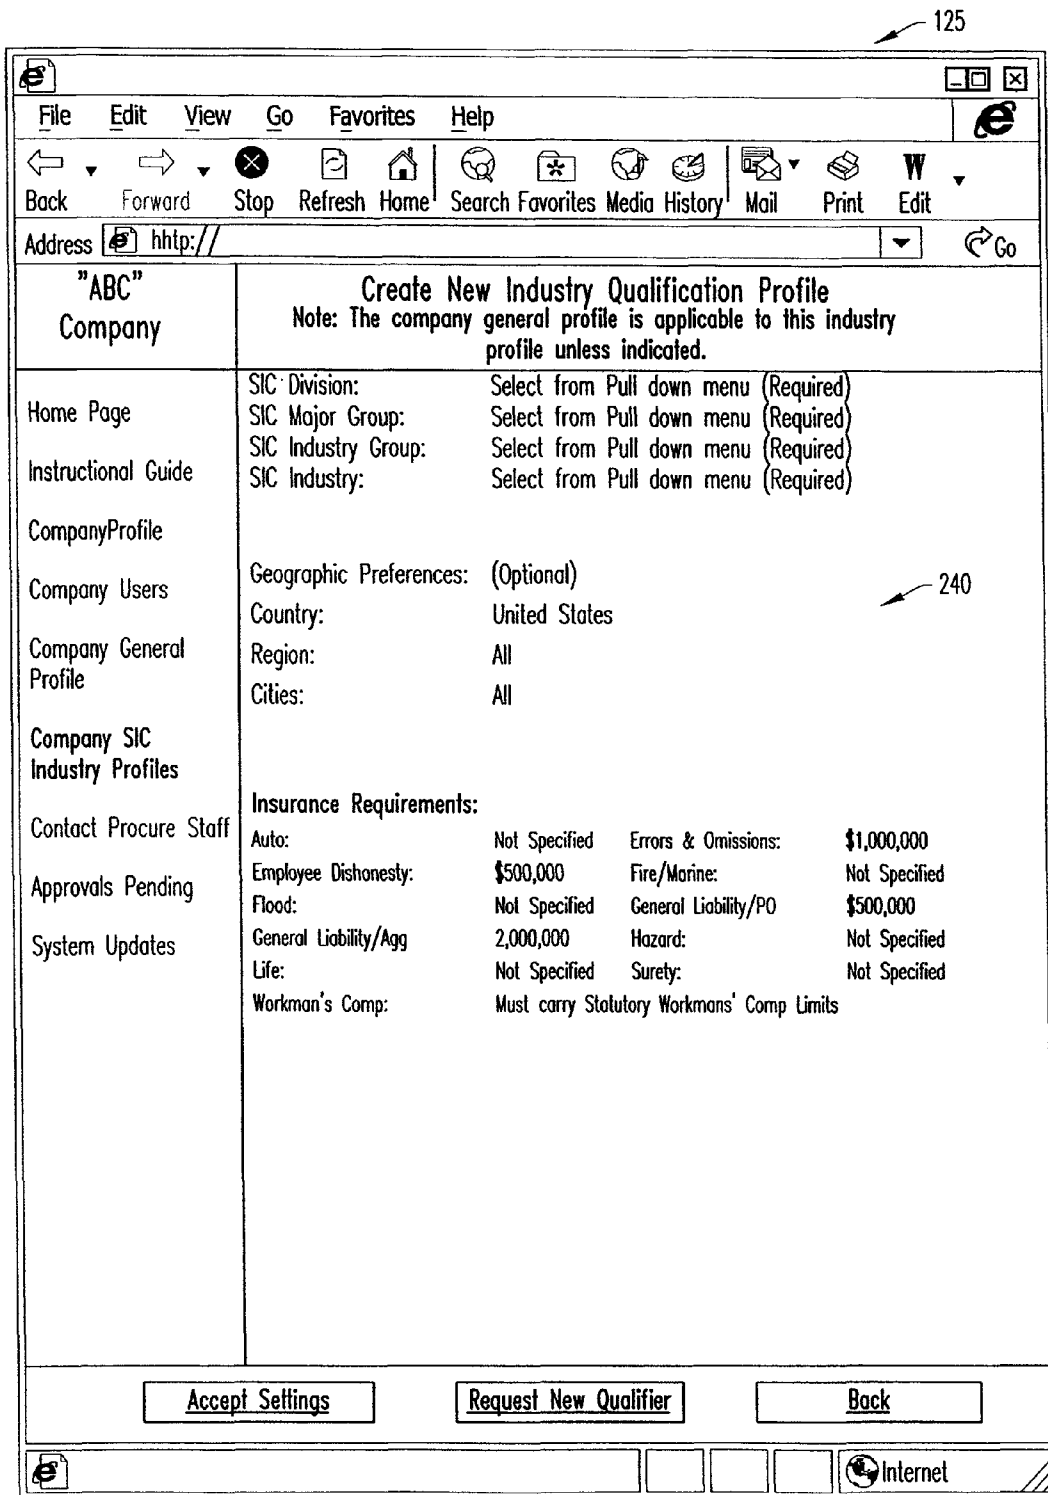 125
File Edit View Go Favorites Help
Back Forward Stop Refresh Home Search Favorites Media History Mail Print Edit
Address hhtp:// Go
"ABC"
Company
Create New Industry Qualification Profile
Note: The company general profile is applicable to this industry
profile unless indicated.
Home Page
Instructional Guide
CompanyProfile
Company Users
Company General
Profile
Company SIC
Industry Profiles
Contact Procure Staff
Approvals Pending
System Updates
SIC Division: Select from Pull down menu (Required)
SIC Major Group: Select from Pull down menu (Required)
SIC Industry Group: Select from Pull down menu (Required)
SIC Industry: Select from Pull down menu (Required)
Geographic Preferences: (Optional)
240
Country: United States
Region: All
Cities: All
Insurance Requirements:
Auto: Not Specified Errors & Omissions: $1,000,000
Employee Dishonesty: $500,000 Fire/Marine: Not Specified
Flood: Not Specified General Liability/PO $500,000
General Liability/Agg 2,000,000 Hazard: Not Specified
Life: Not Specified Surety: Not Specified
Workman's Comp: Must carry Statutory Workmans' Comp Limits
Accept Settings Request New Qualifier Back
Internet